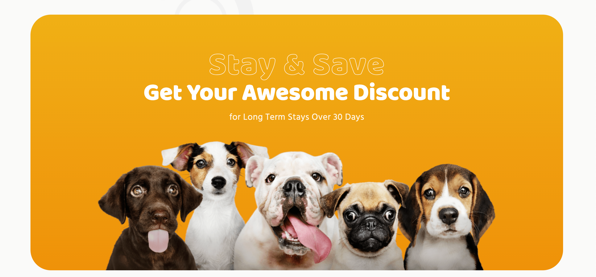 Stay & Save
Get Your Awesome Discount
for Long Term Stays Over 30 Days